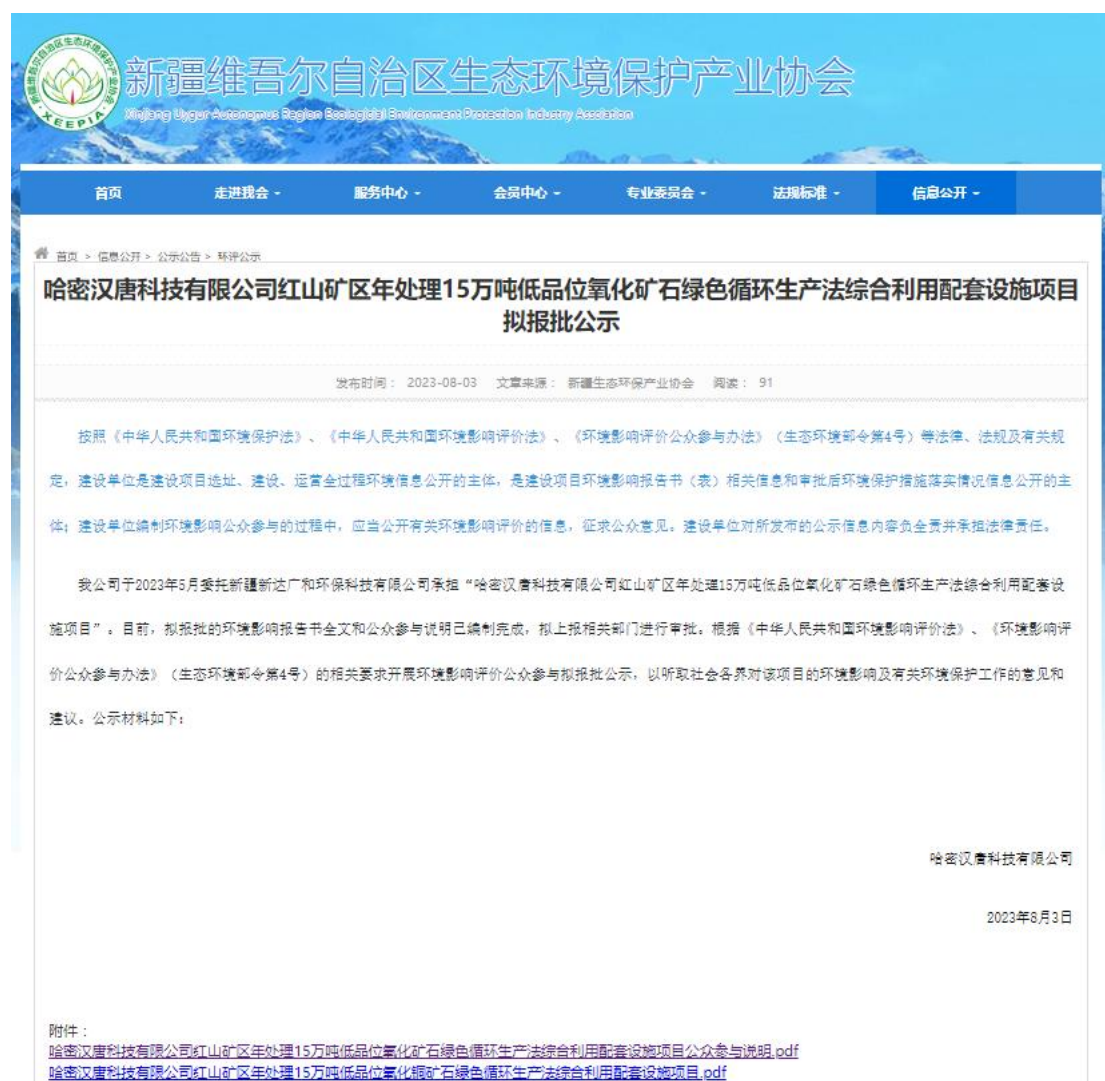 新疆维吾尔自治区生态环境保护产业协会
Xinjiang Uygur Autonomous Region Ecological Environment Protection Industry Association
XEEPIA
首页 走进我会 - 服务中心 - 会员中心 - 专业委员会 - 法规标准 - 信息公开 -
首页 > 信息公开 > 公示公告 > 环评公示
哈密汉唐科技有限公司红山矿区年处理15万吨低品位氧化矿石绿色循环生产法综合利用配套设施项目
拟报批公示
发布时间： 2023-08-03 文章来源： 新疆生态环保产业协会 阅读： 91
按照《中华人民共和国环境保护法》、《中华人民共和国环境影响评价法》、《环境影响评价公众参与办法》（生态环境部令第4号）等法律、法规及有关规
定，建设单位是建设项目选址、建设、运营全过程环境信息公开的主体，是建设项目环境影响报告书（表）相关信息和审批后环境保护措施落实情况信息公开的主
体；建设单位编制环境影响公众参与的过程中，应当公开有关环境影响评价的信息，征求公众意见。建设单位对所发布的公示信息内容负全责并承担法律责任。
我公司于2023年5月委托新疆新达广和环保科技有限公司承担“哈密汉唐科技有限公司红山矿区年处理15万吨低品位氧化矿石绿色循环生产法综合利用配套设
施项目”。目前，拟报批的环境影响报告书全文和公众参与说明已编制完成，拟上报相关部门进行审批。根据《中华人民共和国环境影响评价法》、《环境影响评
价公众参与办法》（生态环境部令第4号）的相关要求开展环境影响评价公众参与拟报批公示，以听取社会各界对该项目的环境影响及有关环境保护工作的意见和
建议。公示材料如下：
哈密汉唐科技有限公司
2023年8月3日
附件：
哈密汉唐科技有限公司红山矿区年处理15万吨低品位氧化矿石绿色循环生产法综合利用配套设施项目公众参与说明.pdf
哈密汉唐科技有限公司红山矿区年处理15万吨低品位氧化铜矿石绿色循环生产法综合利用配套设施项目.pdf